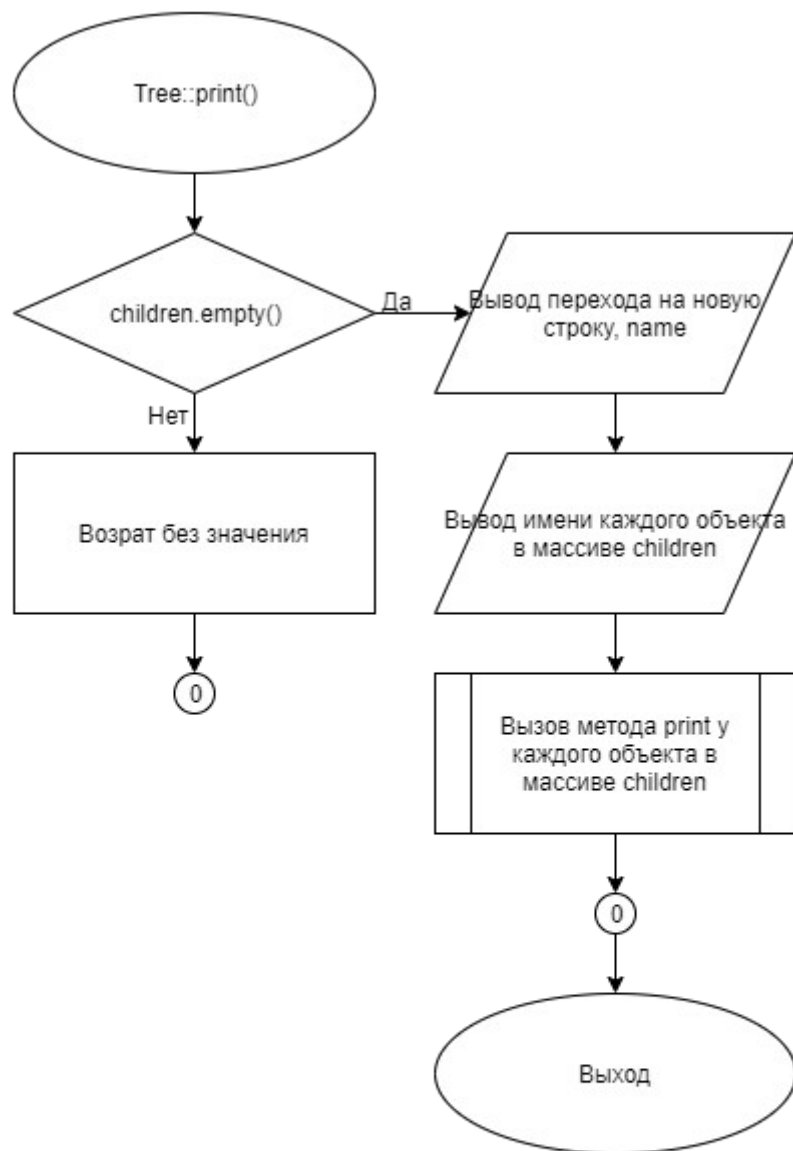 Tree::print()
children.empty()
Да
Вывод перехода на новую
строку, name
Нет
Возрат без значения
Вывод имени каждого объекта
в массиве children
0
Вызов метода print у
каждого объекта в
массиве children
0
Выход